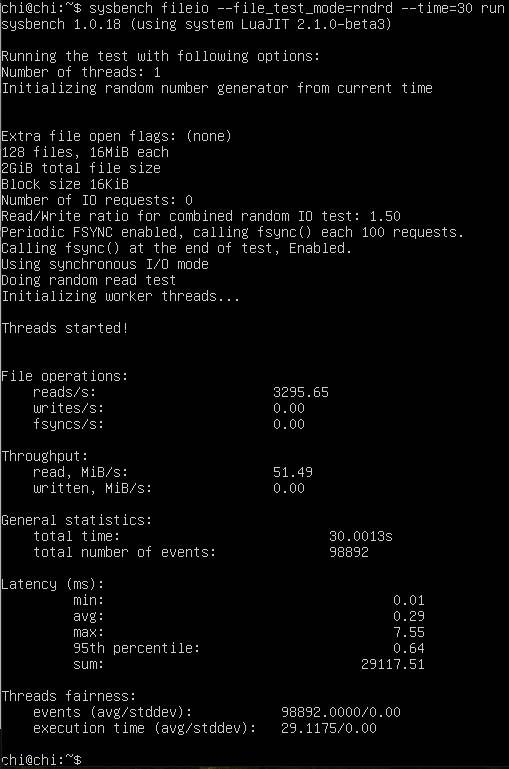 chi@chi:~$ sysbench fileio --file_test_mode=rndrd --time=30 run
sysbench 1.0.18 (using system LuaJIT 2.1.0-beta3)
Running the test with following options:
Number of threads: 1
Initializing random number generator from current time
Extra file open flags: (none)
128 files, 16MiB each
2GiB total file size
Block size 16KiB
Number of IO requests: 0
Read/Write ratio for combined random IO test: 1.50
Periodic FSYNC enabled, calling fsync() each 100 requests.
Calling fsync() at the end of test, Enabled.
Using synchronous I/O mode
Doing random read test
Initializing worker threads...
Threads started!
File operations:
reads/s: 3295.65
writes/s: 0.00
fsyncs/s: 0.00
Throughput:
read, MiB/s: 51.49
written, MiB/s: 0.00
General statistics:
total time: 30.0013s
total number of events: 98892
Latency (ms):
min: 0.01
avg: 0.29
max: 7.55
95th percentile: 0.64
sum: 29117.51
Threads fairness:
events (avg/stddev): 98892.0000/0.00
execution time (avg/stddev): 29.1175/0.00
chi@chi:~$